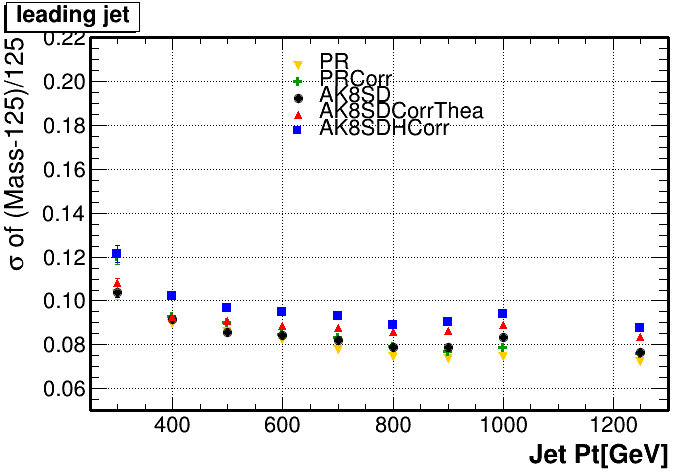 leading jet
σ of (Mass-125)/125
0.22
0.20
0.18
0.16
0.14
0.12
0.10
0.08
0.06
PR
PRCorr
AK8SD
AK8SDCorrThea
AK8SDHCorr
400 600 800 1000 1200
Jet Pt[GeV]